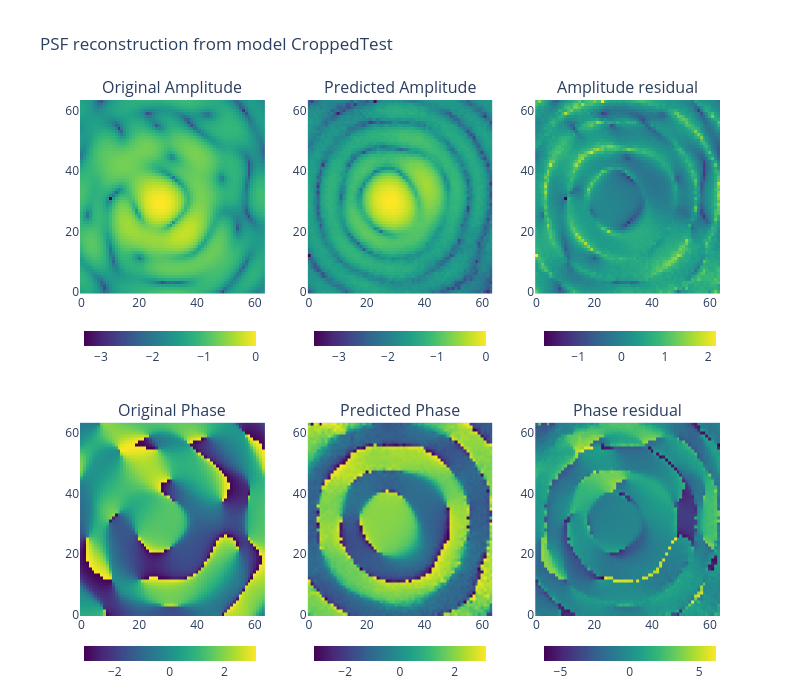 PSF reconstruction from model CroppedTest
Original Amplitude
Predicted Amplitude
Amplitude residual
60
40
20
0
0 20 40 60
60
40
20
0
0 20 40 60
60
40
20
0
0 20 40 60
−3 −2 −1 0
−3 −2 −1 0
−1 0 1 2
Original Phase
Predicted Phase
Phase residual
60
40
20
0
0 20 40 60
60
40
20
0
0 20 40 60
60
40
20
0
0 20 40 60
−2 0 2
−2 0 2
−5 0 5